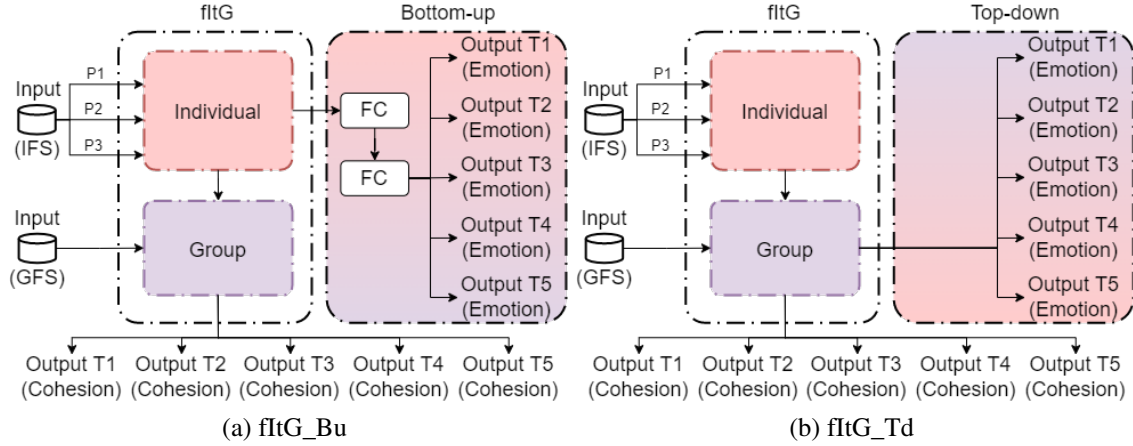 fItG
Bottom-up
Input
(IFS)
P1
P2
P3
Individual
FC
FC
Output T1
(Emotion)
Output T2
(Emotion)
Output T3
(Emotion)
Output T4
(Emotion)
Output T5
(Emotion)
Input
(GFS)
Group
Output T1
(Cohesion)
Output T2
(Cohesion)
Output T3
(Cohesion)
Output T4
(Cohesion)
Output T5
(Cohesion)
(a) fItG_Bu
fItG
Top-down
Input
(IFS)
P1
P2
P3
Individual
Output T1
(Emotion)
Output T2
(Emotion)
Output T3
(Emotion)
Output T4
(Emotion)
Output T5
(Emotion)
Input
(GFS)
Group
Output T1
(Cohesion)
Output T2
(Cohesion)
Output T3
(Cohesion)
Output T4
(Cohesion)
Output T5
(Cohesion)
(b) fItG_Td